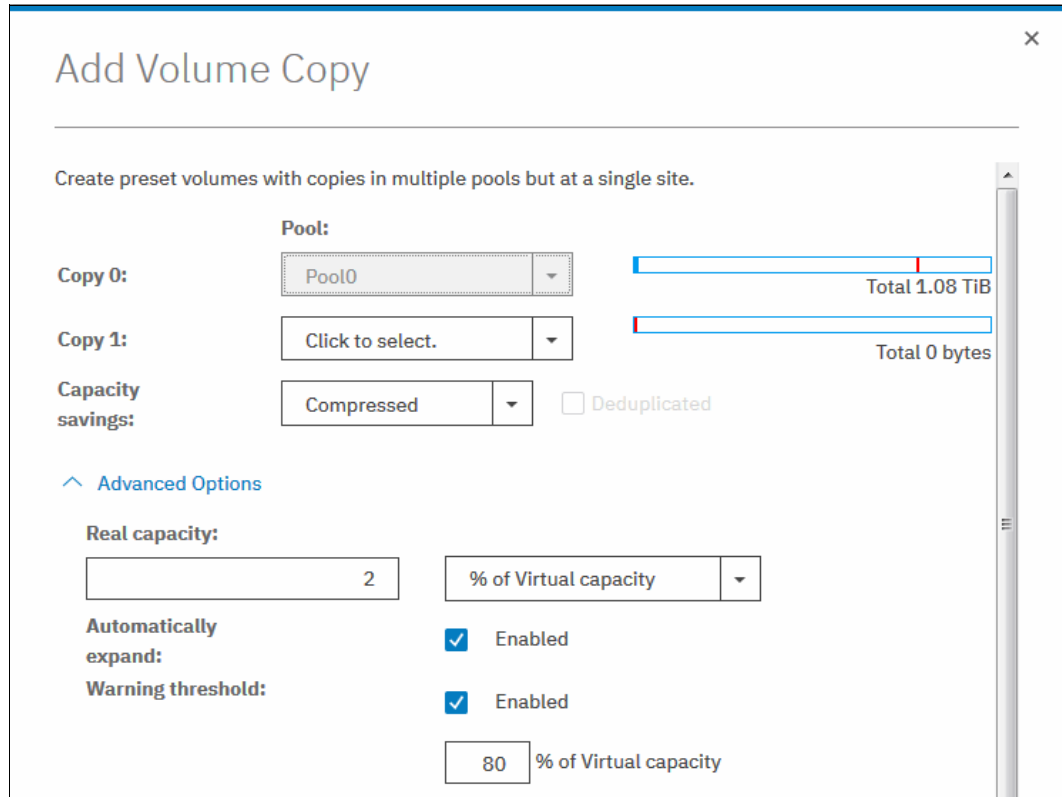 Add Volume Copy
Create preset volumes with copies in multiple pools but at a single site.
Pool:
Copy 0:
Pool0
Total 1.08 TiB
Copy 1:
Click to select.
Total 0 bytes
Capacity
savings:
Compressed
Deduplicated
Advanced Options
Real capacity:
2
% of Virtual capacity
Automatically
expand:
Enabled
Warning threshold:
Enabled
80
% of Virtual capacity